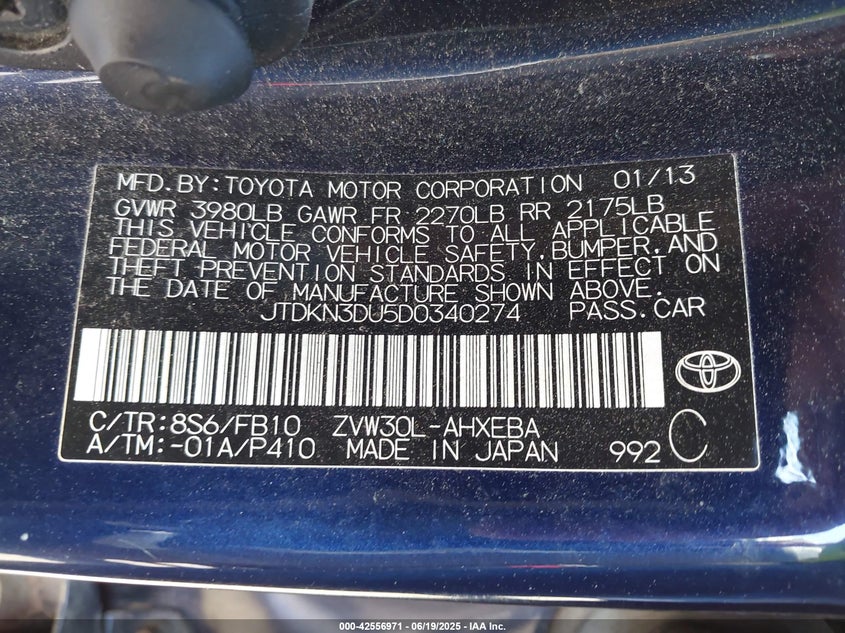 MFD.BY:TOYOTA MOTOR CORPORATION 01/13
GVWR 3980LB GAWR FR 2270LB RR 2175LB
THIS VEHICLE CONFORMS TO ALL APPLICABLE
FEDERAL MOTOR VEHICLE SAFETY,BUMPER,AND
THEFT PREVENTION STANDARDS IN EFFECT ON
THE DATE OF MANUFACTURE SHOWN ABOVE.
JTDKN3DU5D0340274 PASS.CAR
C/TR:8S6/FB10 ZVW30L-AHXEBA
A/TM:-01A/P410 MADE IN JAPAN 992 C
000-42556971 - 06/19/2025 - IAA Inc.